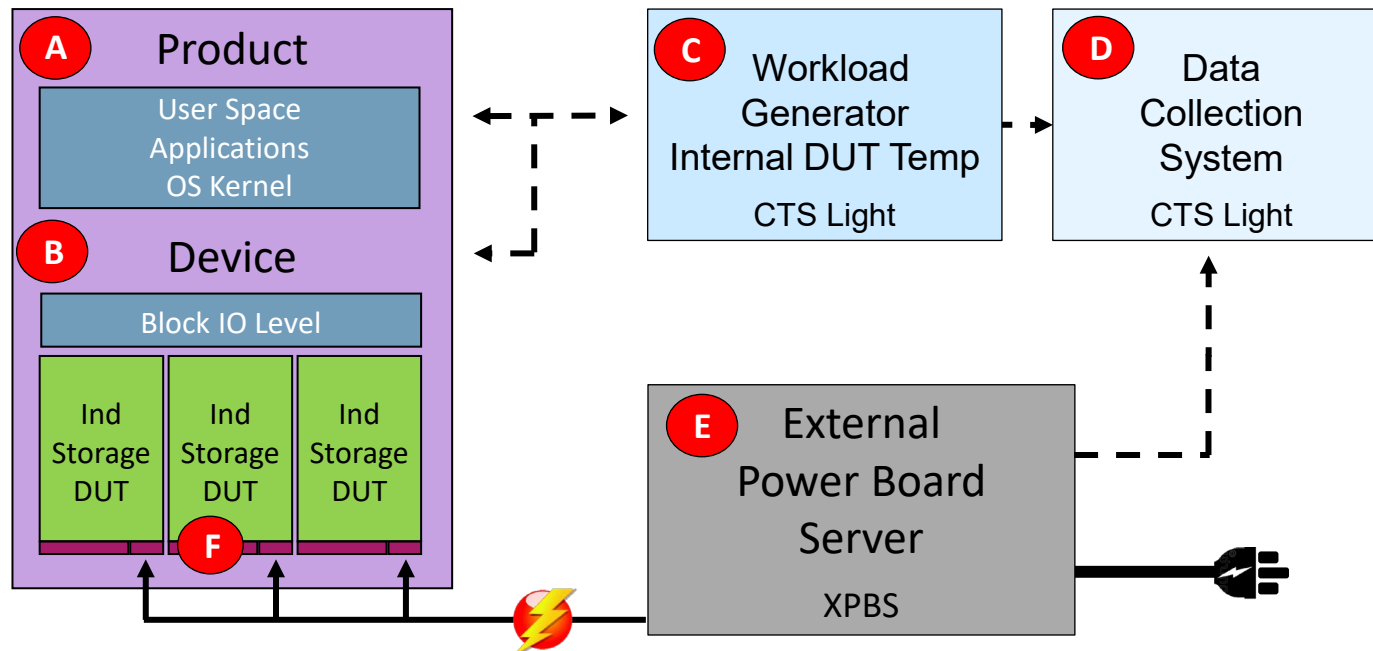 A
Product
User Space
Applications
OS Kernel
B
Device
Block IO Level
Ind
Storage
DUT
Ind
Storage
DUT
Ind
Storage
DUT
F
C
Workload
Generator
Internal DUT Temp
CTS Light
D
Data
Collection
System
CTS Light
E
External
Power Board
Server
XPBS